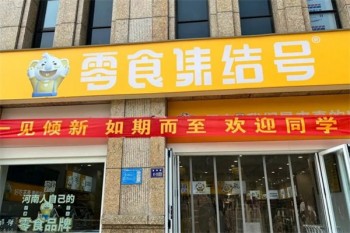 零食集结号®
一见倾新 如期而至 欢迎同学
河南人自己的
零食品牌